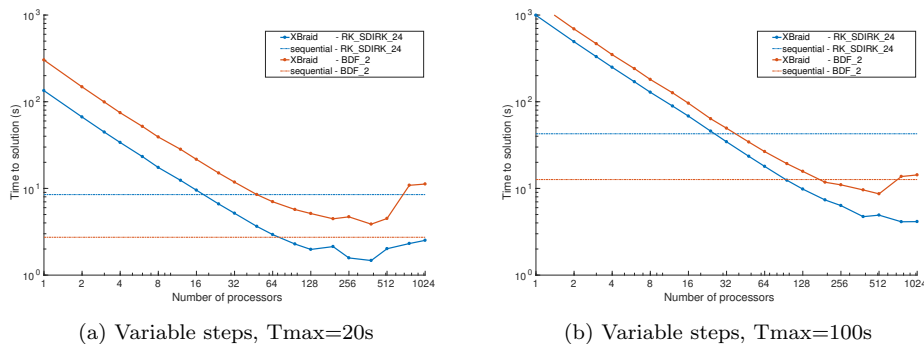 10^3
10^2
10^1
10^0
Time to solution (s)
XBraid - RK_SDIRK_24
sequential - RK_SDIRK_24
XBraid - BDF_2
sequential - BDF_2
1 2 4 8 16 32 64 128 256 512 1024
Number of processors
(a) Variable steps, Tmax=20s
10^3
10^2
10^1
10^0
Time to solution (s)
XBraid - RK_SDIRK_24
sequential - RK_SDIRK_24
XBraid - BDF_2
sequential - BDF_2
1 2 4 8 16 32 64 128 256 512 1024
Number of processors
(b) Variable steps, Tmax=100s